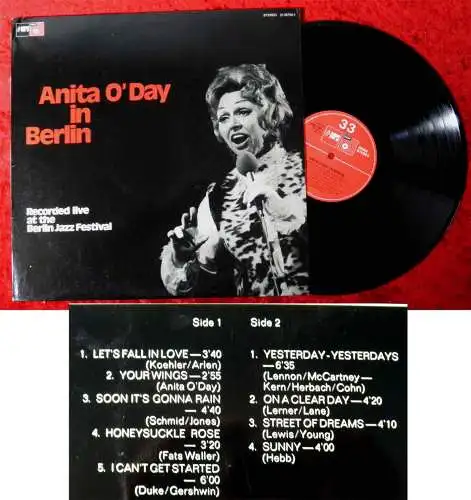 STEREO
MPS
Anita O'Day
in
Berlin
Recorded live
at the
Berlin Jazz Festival
33
MPS
Side 1
1. LET'S FALL IN LOVE — 3'40
(Koehler/Arlen)
2. YOUR WINGS — 2'55
(Anita O'Day)
3. SOON IT'S GONNA RAIN —
4'40
(Schmid/Jones)
4. HONEYSUCKLE ROSE —
3'20
(Fats Waller)
5. I CAN'T GET STARTED —
6'00
(Duke/Gershwin)
Side 2
1. YESTERDAY-YESTERDAYS
— 6'35
(Lennon/McCartney-
Kern/Herbach/Cohn)
2. ON A CLEAR DAY — 4'20
(Lerner/Lane)
3. STREET OF DREAMS — 4'10
(Lewis/Young)
4. SUNNY — 4'00
(Hebb)